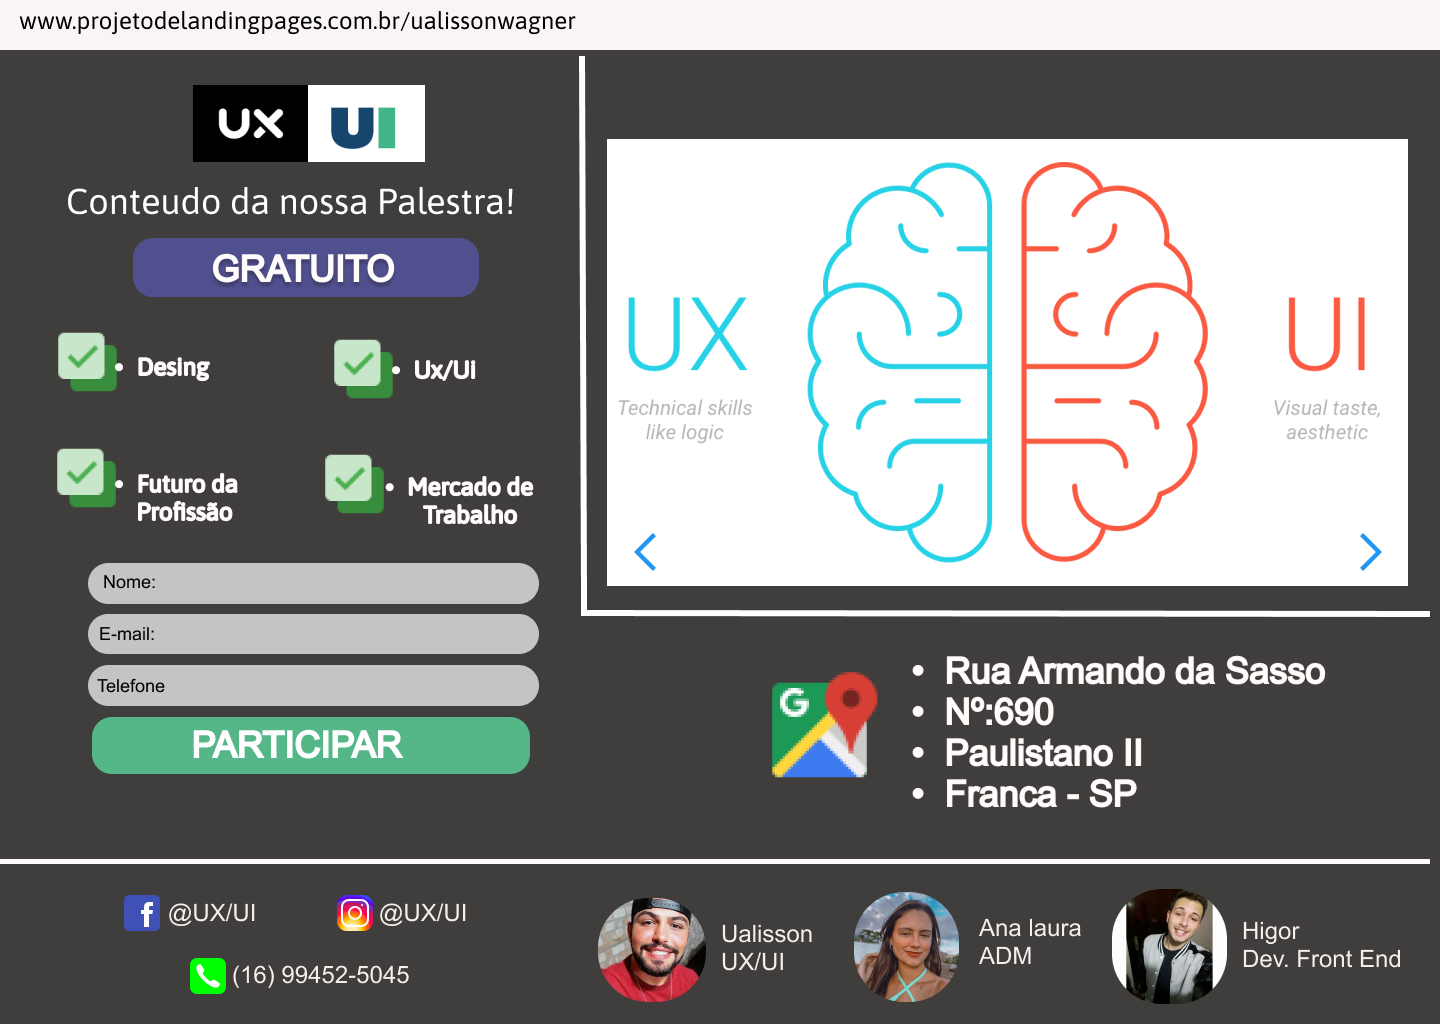 www.projetodelandingpages.com.br/ualissonwagner
UX UI
Conteudo da nossa Palestra!
GRATUITO
• Desing
• Ux/Ui
• Futuro da
Profissão
• Mercado de
Trabalho
Nome:
E-mail:
Telefone
PARTICIPAR
UX
Technical skills
like logic
UI
Visual taste,
aesthetic
G
• Rua Armando da Sasso
• Nº:690
• Paulistano II
• Franca - SP
f @UX/UI
@UX/UI
(16) 99452-5045
Ualisson
UX/UI
Ana laura
ADM
Higor
Dev. Front End